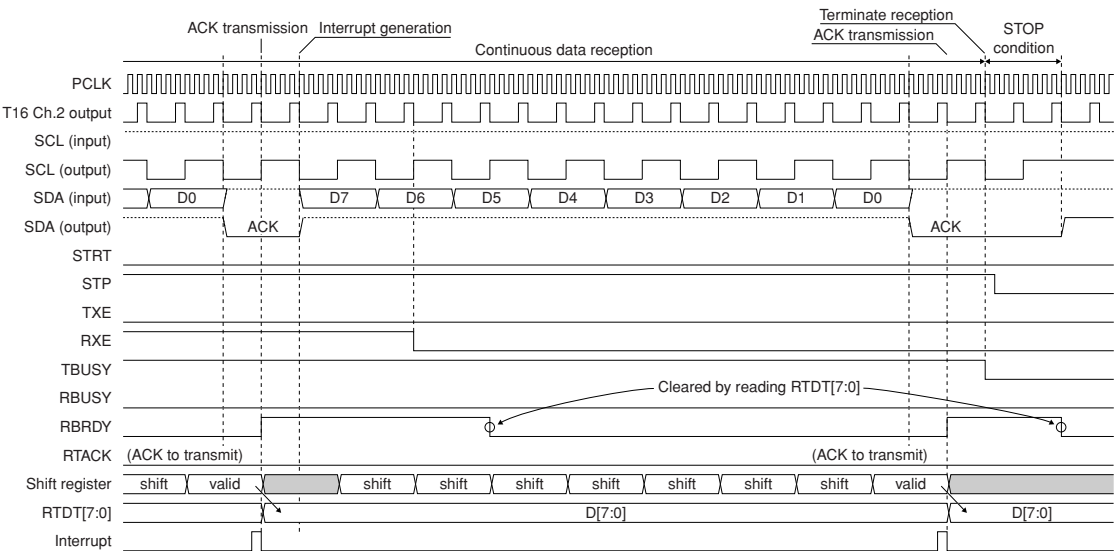 ACK transmission
Interrupt generation
Terminate reception
ACK transmission
STOP
condition
Continuous data reception
PCLK
T16 Ch.2 output
SCL (input)
SCL (output)
SDA (input) D0 D7 D6 D5 D4 D3 D2 D1 D0
SDA (output) ACK ACK
STRT
STP
TXE
RXE
TBUSY
RBUSY
Cleared by reading RTDT[7:0]
RBRDY
RTACK (ACK to transmit) (ACK to transmit)
Shift register shift valid shift shift shift shift shift shift shift valid
RTDT[7:0] D[7:0] D[7:0]
Interrupt